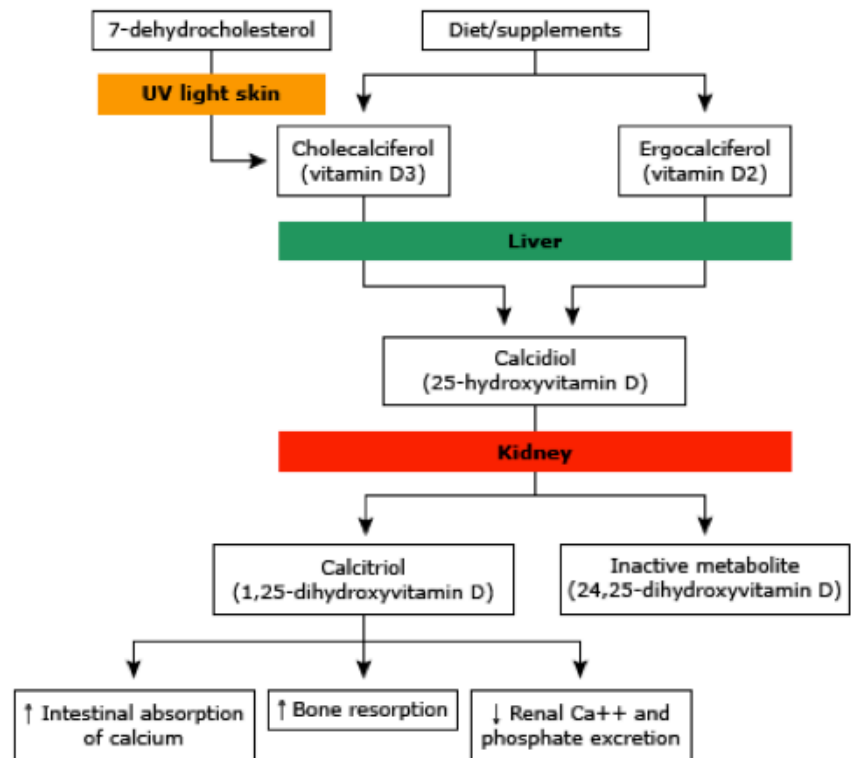 7-dehydrocholesterol
Diet/supplements
UV light skin
Cholecalciferol
(vitamin D3)
Ergocalciferol
(vitamin D2)
Liver
Calcidiol
(25-hydroxyvitamin D)
Kidney
Calcitriol
(1,25-dihydroxyvitamin D)
Inactive metabolite
(24,25-dihydroxyvitamin D)
↑ Intestinal absorption
of calcium
↑ Bone resorption
↓ Renal Ca++ and
phosphate excretion